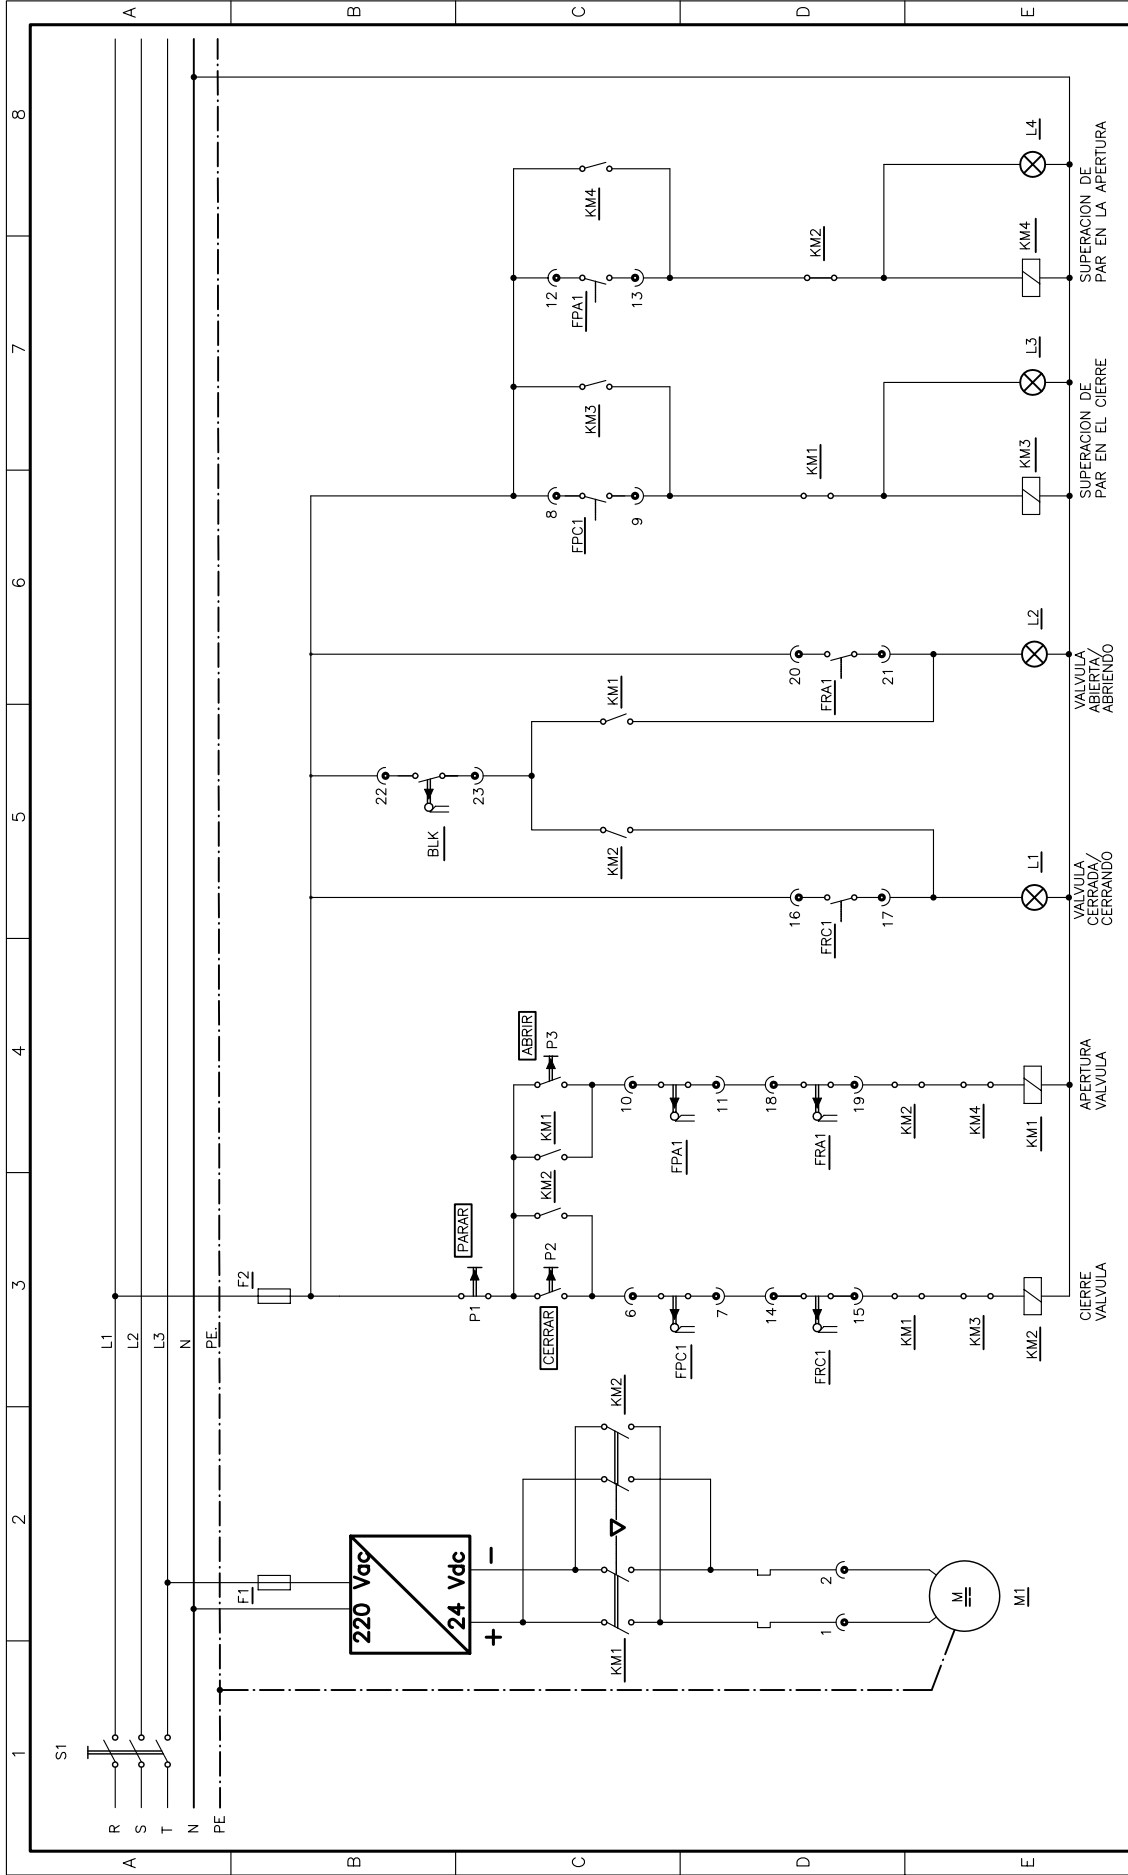 1
2
3
4
5
6
7
8
A
B
C
D
E
A
B
C
D
E
S1
R
S
T
N
PE
L1
L2
L3
N
PE.
F1
220 Vac
24 Vdc
+
−
KM1
KM2
1
2
M
M1
F2
PARAR
P1
CERRAR
P2
KM2
KM1
ABRIR
P3
6
FPC1
7
14
FRC1
15
KM1
KM3
KM2
CIERRE
VALVULA
10
FPA1
11
18
FRA1
19
KM2
KM4
KM1
APERTURA
VALVULA
22
BLK
23
KM2
KM1
16
FRC1
17
L1
VALVULA
CERRADA/
CERRANDO
20
FRA1
21
L2
VALVULA
ABIERTA/
ABRIENDO
8
FPC1
9
KM3
KM1
KM3
L3
SUPERACION DE
PAR EN EL CIERRE
12
FPA1
13
KM4
KM2
KM4
L4
SUPERACION DE
PAR EN LA APERTURA